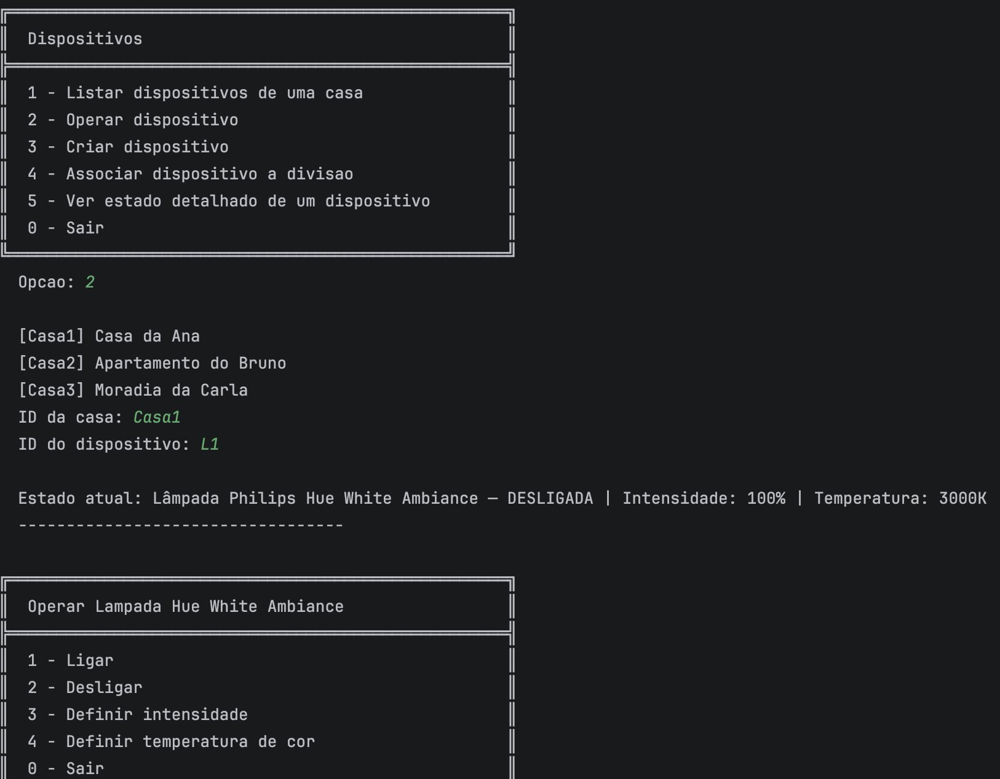 Dispositivos
1 - Listar dispositivos de uma casa
2 - Operar dispositivo
3 - Criar dispositivo
4 - Associar dispositivo a divisao
5 - Ver estado detalhado de um dispositivo
0 - Sair
Opcao: 2
[Casa1] Casa da Ana
[Casa2] Apartamento do Bruno
[Casa3] Moradia da Carla
ID da casa: Casa1
ID do dispositivo: L1
Estado atual: Lâmpada Philips Hue White Ambiance — DESLIGADA | Intensidade: 100% | Temperatura: 3000K
----------------------------------
Operar Lampada Hue White Ambiance
1 - Ligar
2 - Desligar
3 - Definir intensidade
4 - Definir temperatura de cor
0 - Sair